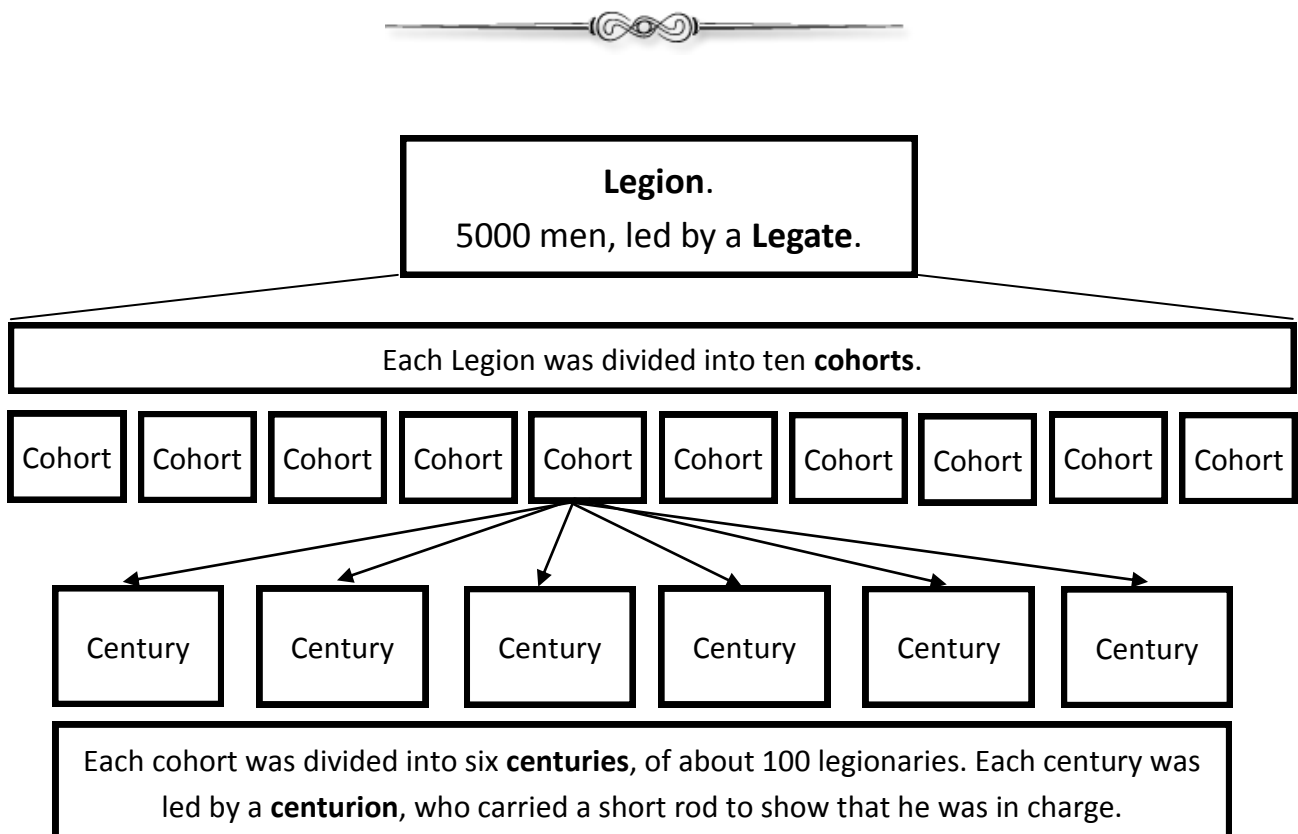 Legion.
5000 men, led by a Legate.
Each Legion was divided into ten cohorts.
Cohort Cohort Cohort Cohort Cohort Cohort Cohort Cohort Cohort Cohort
Century Century Century Century Century Century
Each cohort was divided into six centuries, of about 100 legionaries. Each century was
led by a centurion, who carried a short rod to show that he was in charge.